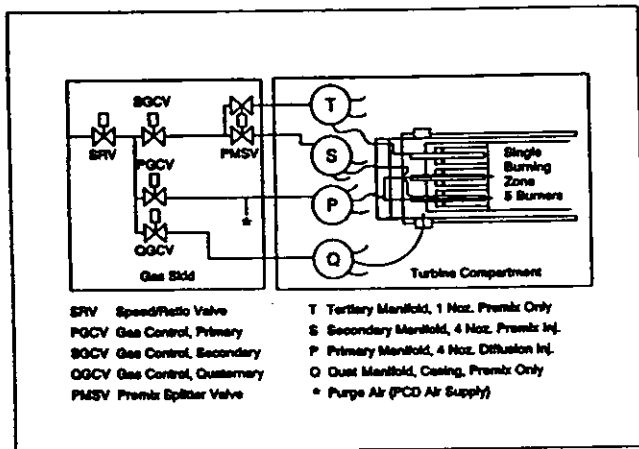 SGCV
SRV
PMSV
PGCV
QGCV
Gas Skid
T
S
P
Q
Single
Burning
Zone
5 Burners
Turbine Compartment
SRV Speed/Ratio Valve
PGCV Gas Control, Primary
SGCV Gas Control, Secondary
QGCV Gas Control, Quaternary
PMSV Premix Splitter Valve
T Tertiary Manifold, 1 Noz. Premix Only
S Secondary Manifold, 4 Noz. Premix Inj.
P Primary Manifold, 4 Noz. Diffusion Inj.
Q Quat Manifold, Casing, Premix Only
* Purge Air (PCD Air Supply)